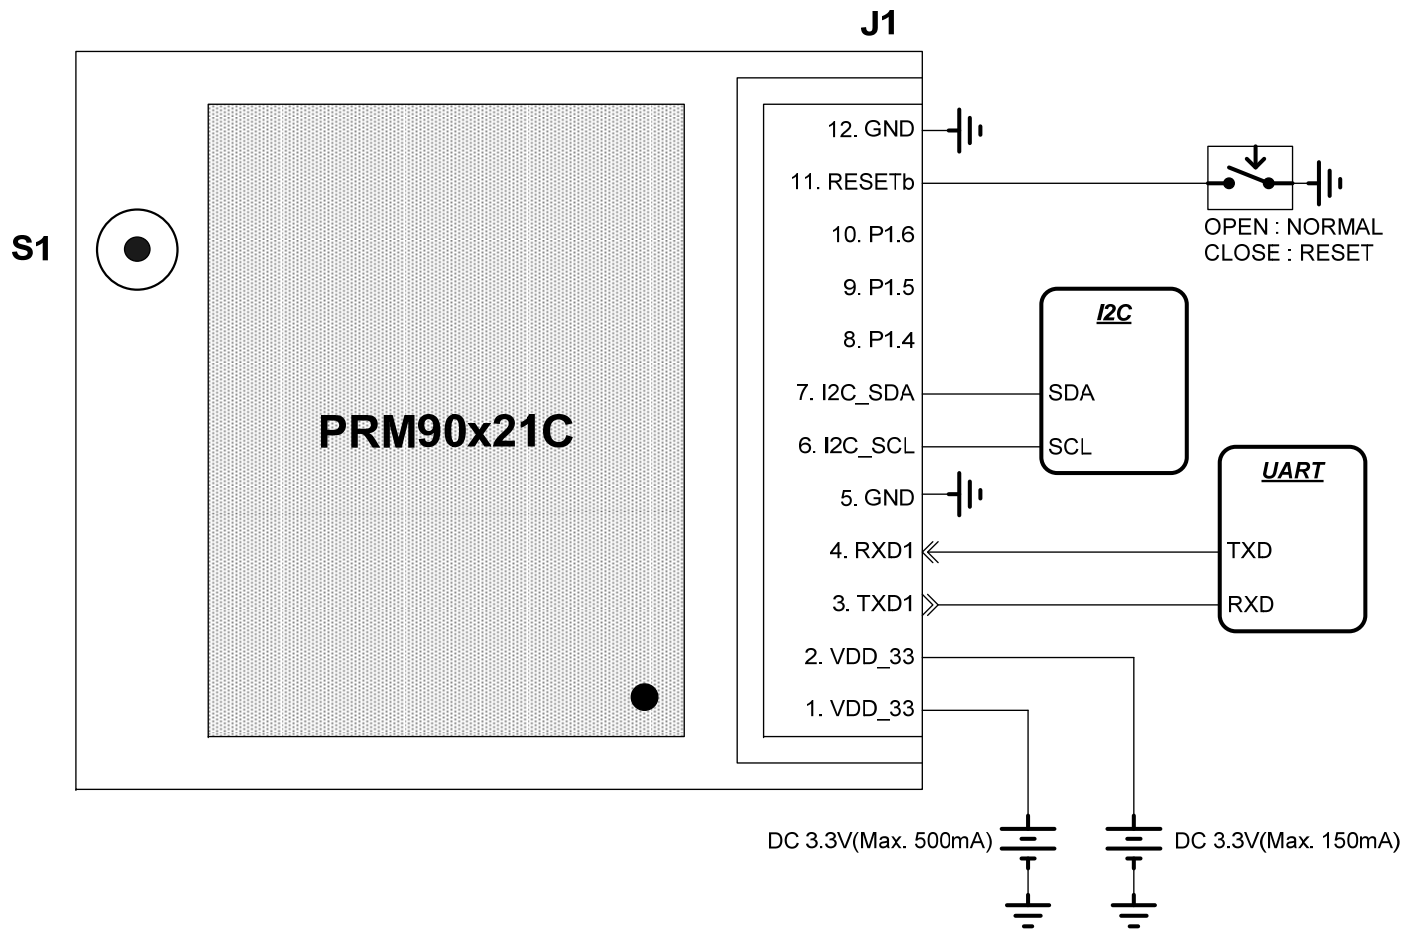 J1
12. GND
11. RESETb
OPEN : NORMAL
CLOSE : RESET
10. P1.6
S1
9. P1.5
8. P1.4
I2C
7. I2C_SDA
SDA
6. I2C_SCL
SCL
PRM90x21C
UART
5. GND
4. RXD1
TXD
3. TXD1
RXD
2. VDD_33
1. VDD_33
DC 3.3V(Max. 500mA)
DC 3.3V(Max. 150mA)